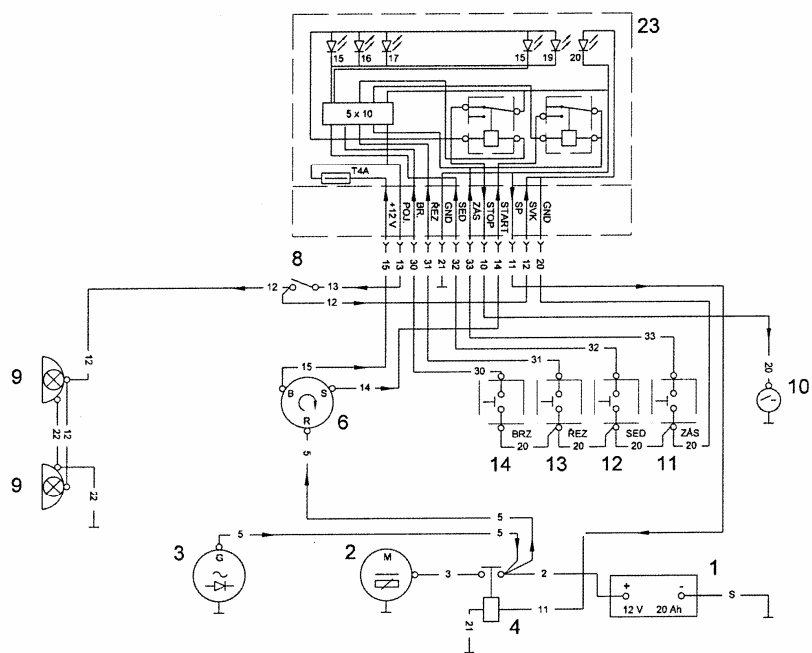 23
15 16 17 15 19 20
5 x 10
T4A
+12 V
POJ.
BR.
ŘEZ
GND
SED
ZÁS
STOP
START
SP
SVK
GND
15 13 30 31 21 32 33 10 14 11 12 20
8
12 13
12
9
12
22 12
9
22
15
B S 14
R
6
5
30 31 32 33
20
10
BRZ ŘEZ SED ZÁS
20 20 20 20
14 13 12 11
3
G
5 5 5
2
M
3 2
11
21
4
1
+ -
12 V 20 Ah
S